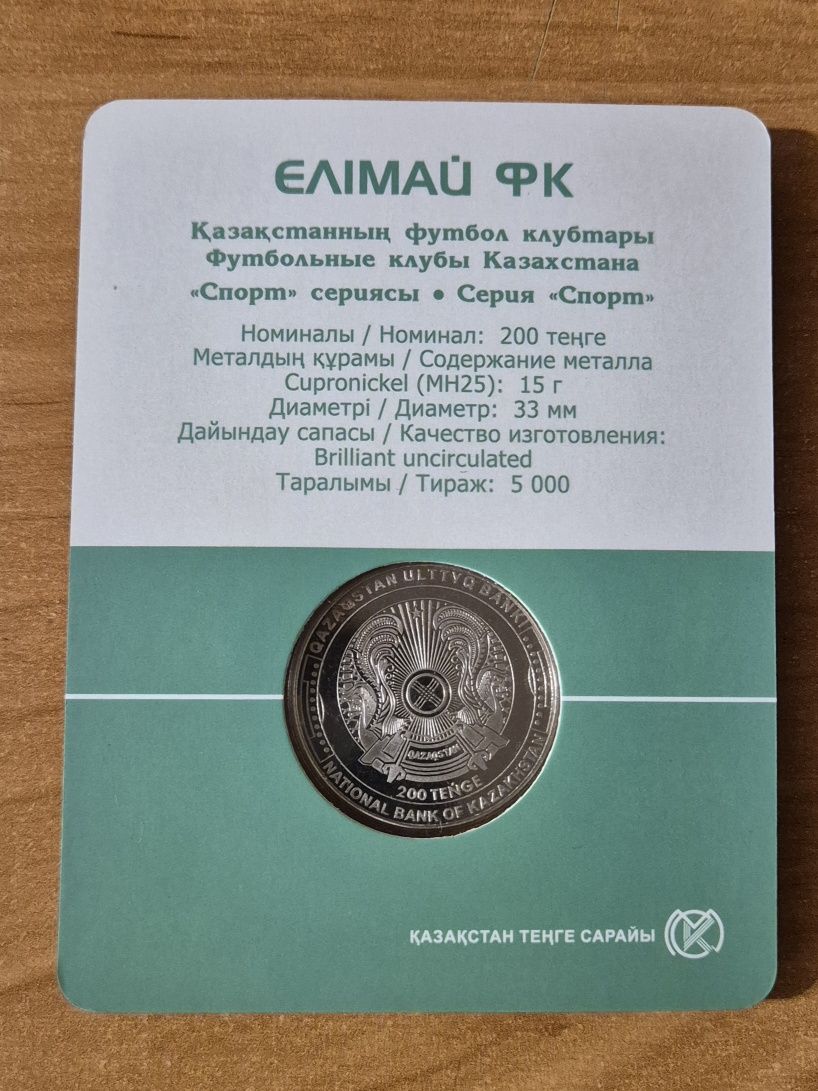 ЄЛІМАЙ ФК
Қазақстанның футбол клубтары
Футбольные клубы Казахстана
«Спорт» сериясы • Серия «Спорт»
Номиналы / Номинал: 200 теңге
Металдың құрамы / Содержание металла
Cupronickel (МН25): 15 г
Диаметрі / Диаметр: 33 мм
Дайындау сапасы / Качество изготовления:
Brilliant uncirculated
Таралымы / Тираж: 5 000
QAZAQSTAN ULTTYQ BANKI
QAZAQSTAN
200 TEŃGE
NATIONAL BANK OF KAZAKHSTAN
ҚАЗАҚСТАН ТЕҢГЕ САРАЙЫ